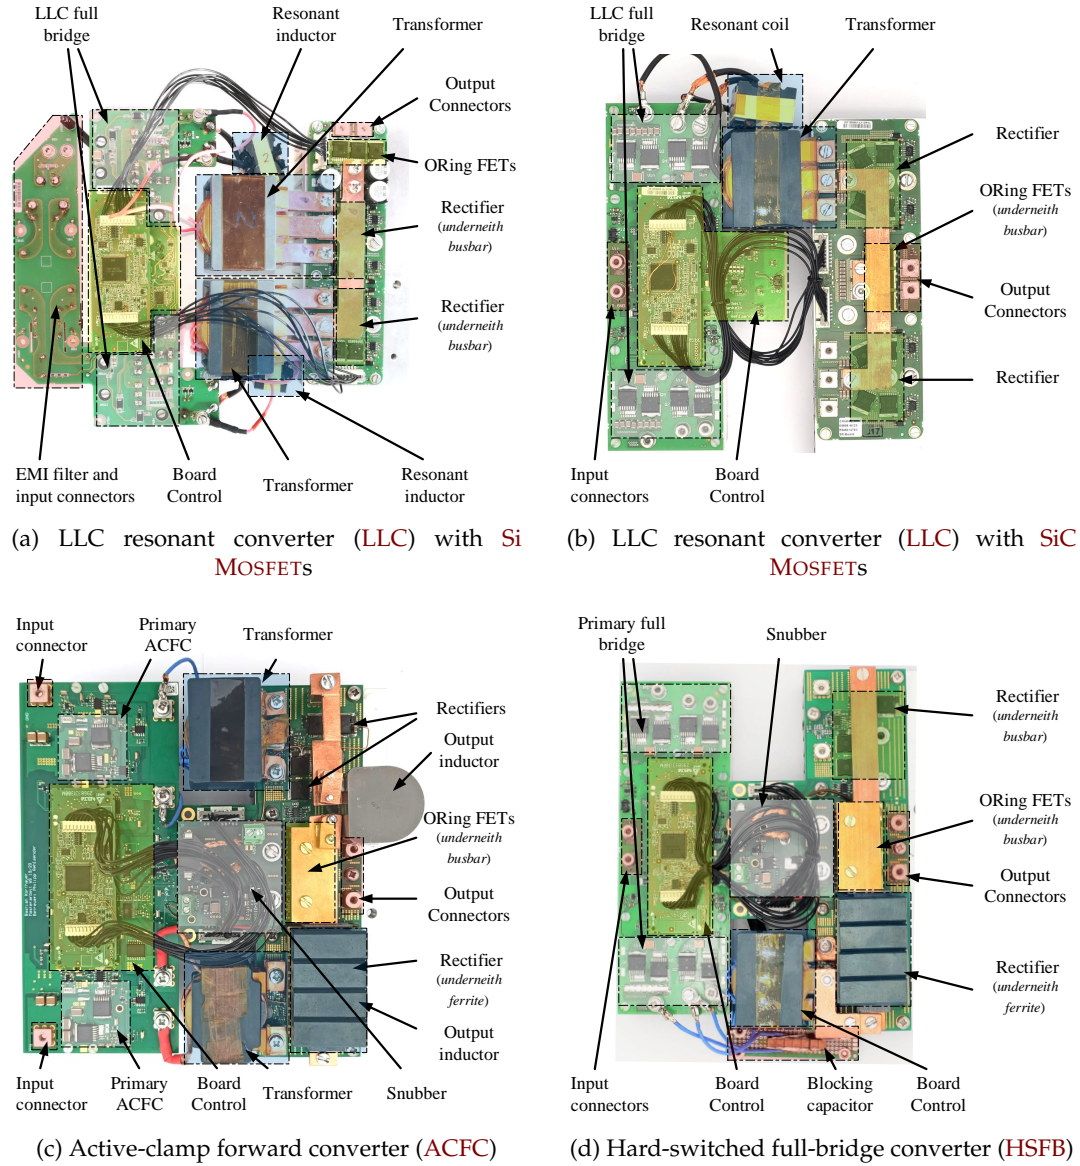 LLC full
bridge
Resonant
inductor
Transformer
Output
Connectors
ORing FETs
Rectifier
(underneith
busbar)
Rectifier
(underneith
busbar)
EMI filter and
input connectors
Board
Control
Transformer
Resonant
inductor
(a) LLC resonant converter (LLC) with Si
MOSFETs
LLC full
bridge
Resonant coil
Transformer
Rectifier
ORing FETs
(underneith
busbar)
Output
Connectors
Rectifier
Input
connectors
Board
Control
(b) LLC resonant converter (LLC) with SiC
MOSFETs
Input
connector
Primary
ACFC
Transformer
Rectifiers
Output
inductor
ORing FETs
(underneith
busbar)
Output
Connectors
Rectifier
(underneith
ferrite)
Output
inductor
Input
connector
Primary
ACFC
Board
Control
Transformer
Snubber
(c) Active-clamp forward converter (ACFC)
Primary full
bridge
Snubber
Rectifier
(underneith
busbar)
ORing FETs
(underneith
busbar)
Output
Connectors
Rectifier
(underneith
ferrite)
Input
connectors
Board
Control
Blocking
capacitor
Board
Control
(d) Hard-switched full-bridge converter (HSFB)